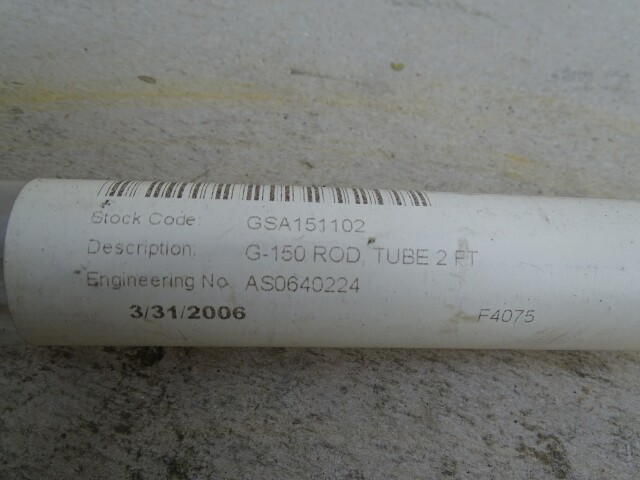 Stock Code: GSA151102
Description: G-150 ROD, TUBE 2 FT
Engineering No AS0640224
3/31/2006 F4075